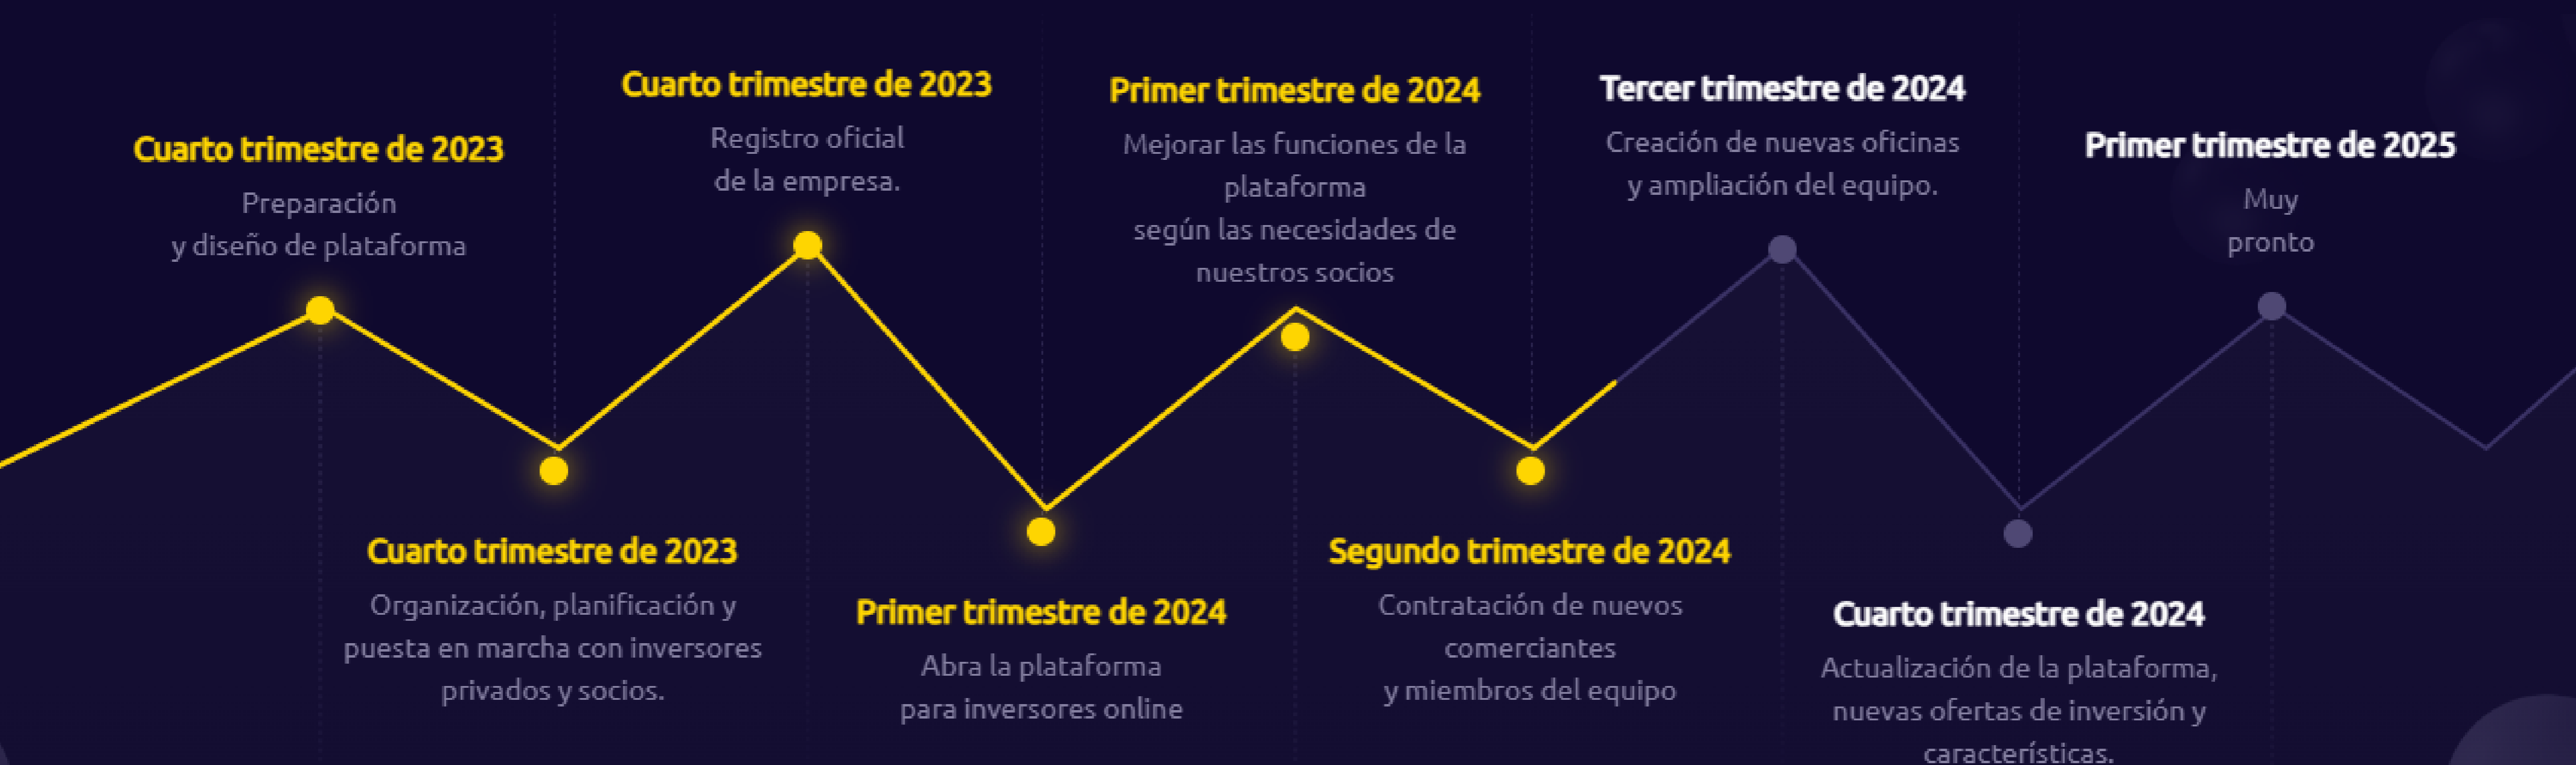 Cuarto trimestre de 2023
Preparación
y diseño de plataforma
Cuarto trimestre de 2023
Organización, planificación y
puesta en marcha con inversores
privados y socios.
Cuarto trimestre de 2023
Registro oficial
de la empresa.
Primer trimestre de 2024
Abra la plataforma
para inversores online
Primer trimestre de 2024
Mejorar las funciones de la
plataforma
según las necesidades de
nuestros socios
Segundo trimestre de 2024
Contratación de nuevos
comerciantes
y miembros del equipo
Tercer trimestre de 2024
Creación de nuevas oficinas
y ampliación del equipo.
Cuarto trimestre de 2024
Actualización de la plataforma,
nuevas ofertas de inversión y
características.
Primer trimestre de 2025
Muy
pronto